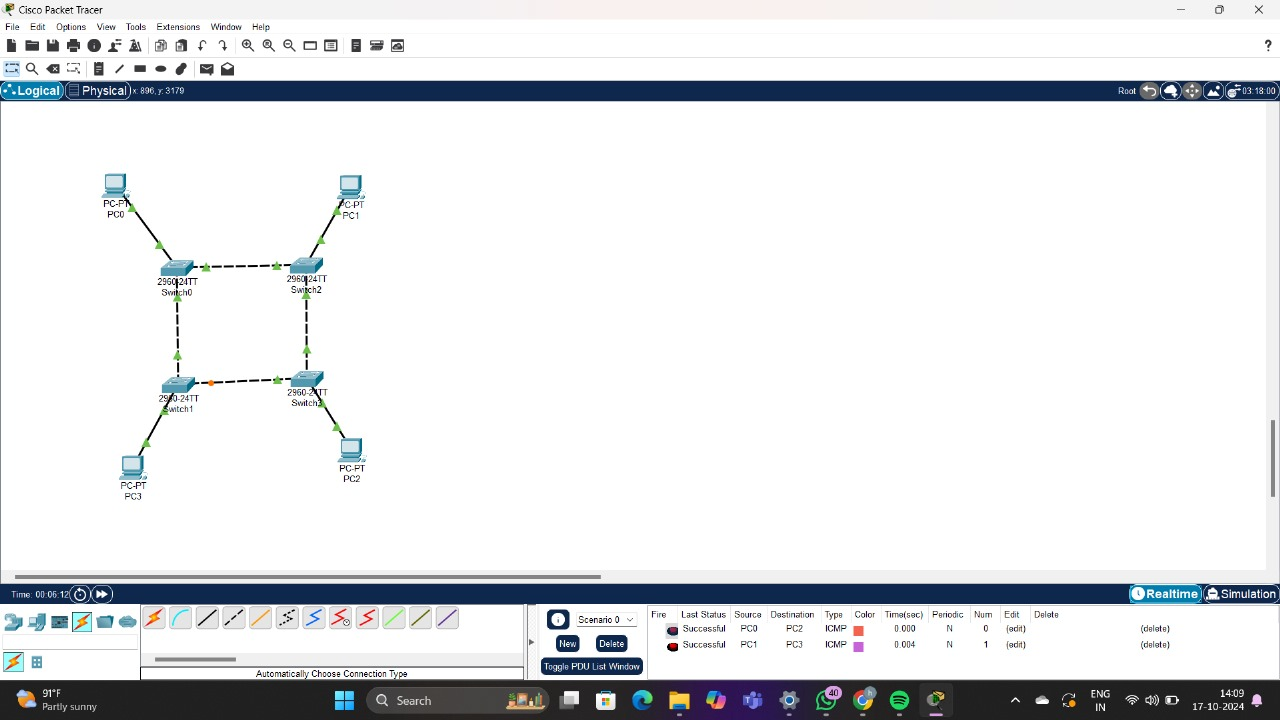 Cisco Packet Tracer
File Edit Options View Tools Extensions Window Help
?
Logical Physical x: 896, y: 3179 Root 03:18:00
PC-PT
PC0
PC-PT
PC1
2960-24TT
Switch0
2960-24TT
Switch2
2960-24TT
Switch1
2960-24TT
PC-PT
PC3
PC-PT
PC2
Time: 00:06:12 Realtime Simulation
Scenario 0
New Delete
Toggle PDU List Window
Automatically Choose Connection Type
Fire Last Status Source Destination Type Color Time(sec) Periodic Num Edit Delete
Successful PC0 PC2 ICMP 0.000 N 0 (edit) (delete)
Successful PC1 PC3 ICMP 0.004 N 1 (edit) (delete)
91°F
Partly sunny
Search
40
ENG
IN
14:09
17-10-2024